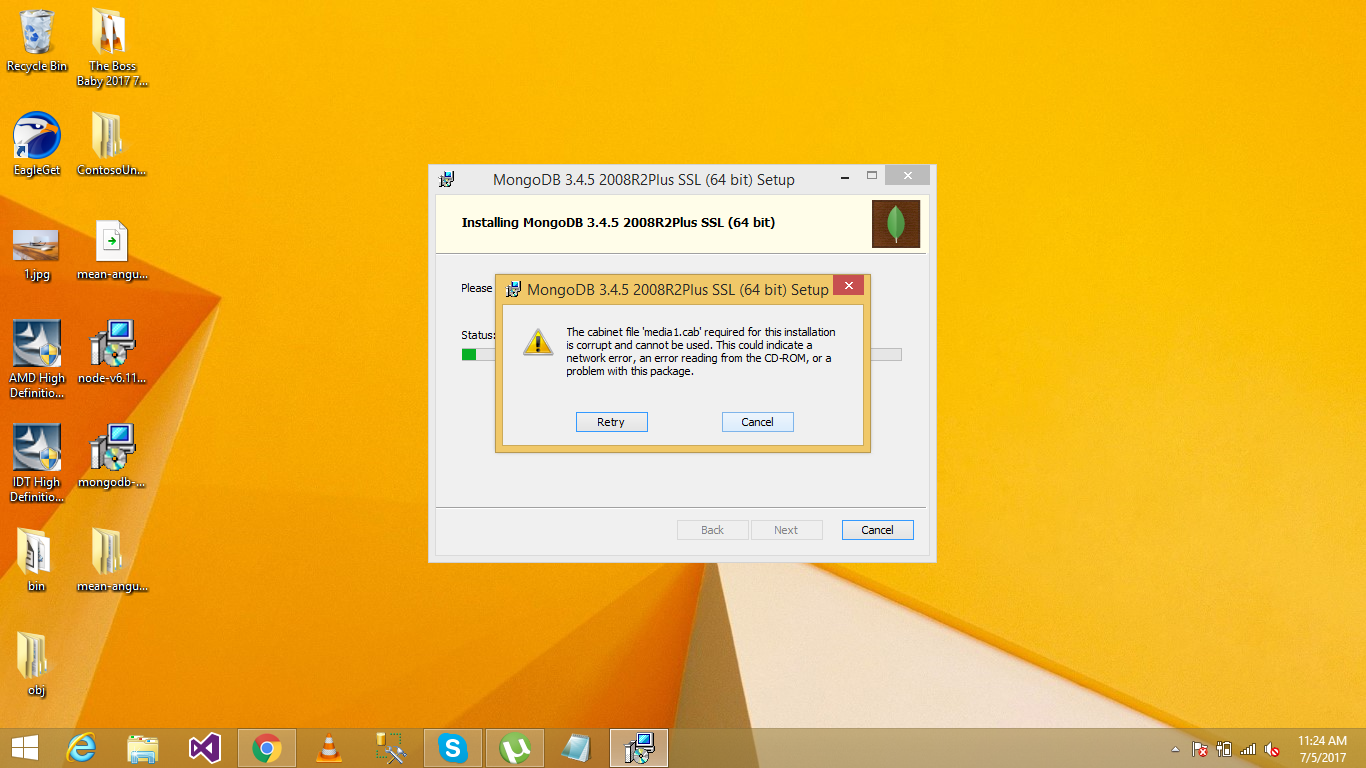 Recycle Bin
The Boss
Baby 2017 7...
EagleGet
ContosoUn...
1.jpg
mean-angu...
AMD High
Definitio...
node-v6.11...
IDT High
Definitio...
mongodb-...
bin
mean-angu...
obj
MongoDB 3.4.5 2008R2Plus SSL (64 bit) Setup
Installing MongoDB 3.4.5 2008R2Plus SSL (64 bit)
Please
Status:
MongoDB 3.4.5 2008R2Plus SSL (64 bit) Setup
The cabinet file 'media1.cab' required for this installation
is corrupt and cannot be used. This could indicate a
network error, an error reading from the CD-ROM, or a
problem with this package.
Retry
Cancel
Back
Next
Cancel
11:24 AM
7/5/2017